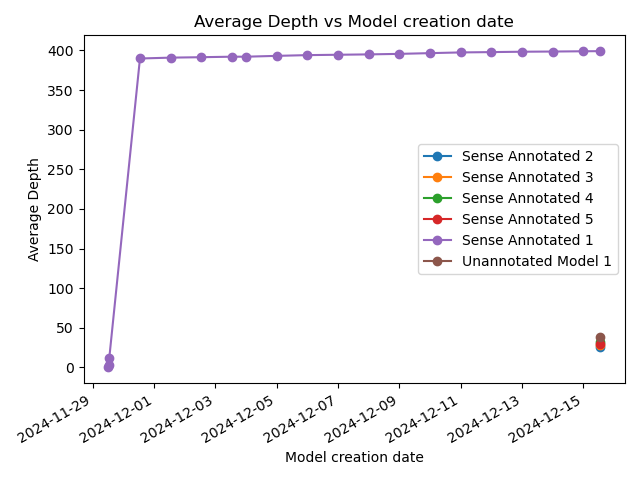 Average Depth vs Model creation date
Average Depth
400
350
300
250
200
150
100
50
0
Sense Annotated 2
Sense Annotated 3
Sense Annotated 4
Sense Annotated 5
Sense Annotated 1
Unannotated Model 1
2024-11-29
2024-12-01
2024-12-03
2024-12-05
2024-12-07
2024-12-09
2024-12-11
2024-12-13
2024-12-15
Model creation date